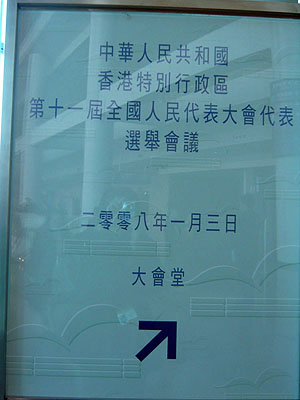 中華人民共和國
香港特別行政區
第十一屆全國人民代表大會代表
選舉會議
二零零八年一月三日
大會堂